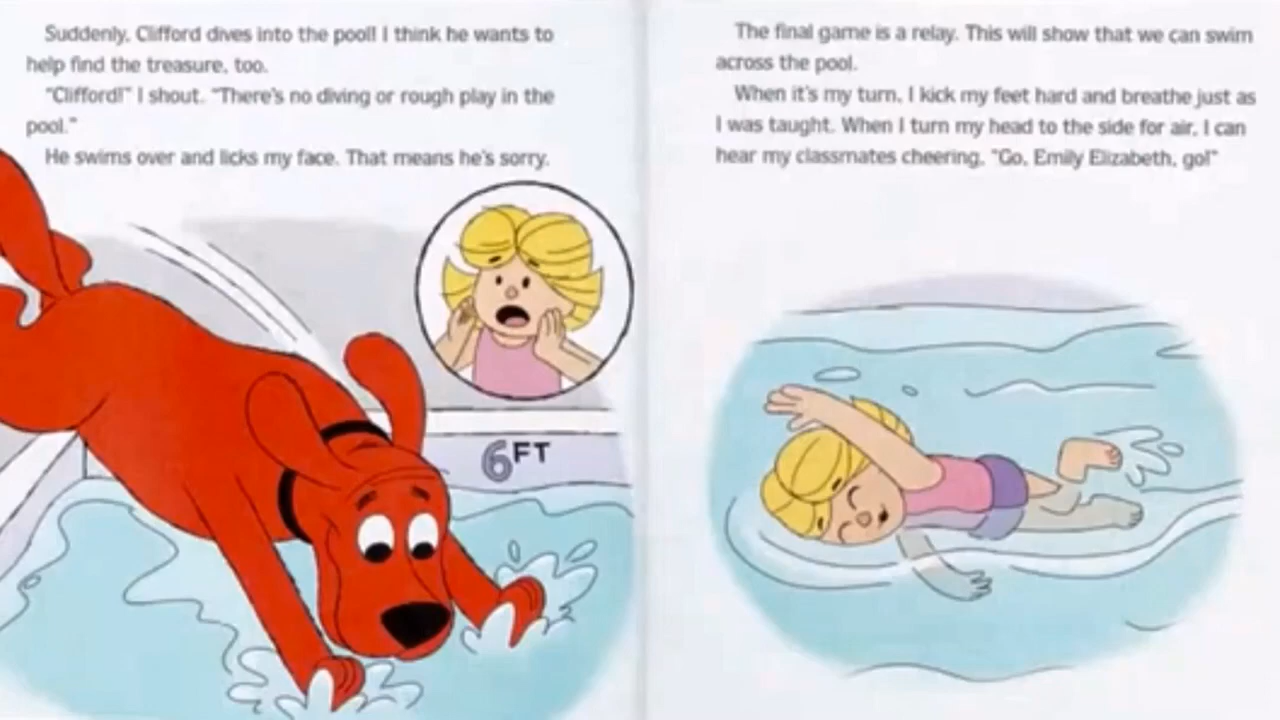 Suddenly, Clifford dives into the pool! I think he wants to
help find the treasure, too.
"Clifford!" I shout. "There's no diving or rough play in the
pool."
He swims over and licks my face. That means he's sorry.
6FT
The final game is a relay. This will show that we can swim
across the pool.
When it's my turn, I kick my feet hard and breathe just as
I was taught. When I turn my head to the side for air, I can
hear my classmates cheering, "Go, Emily Elizabeth, go!"